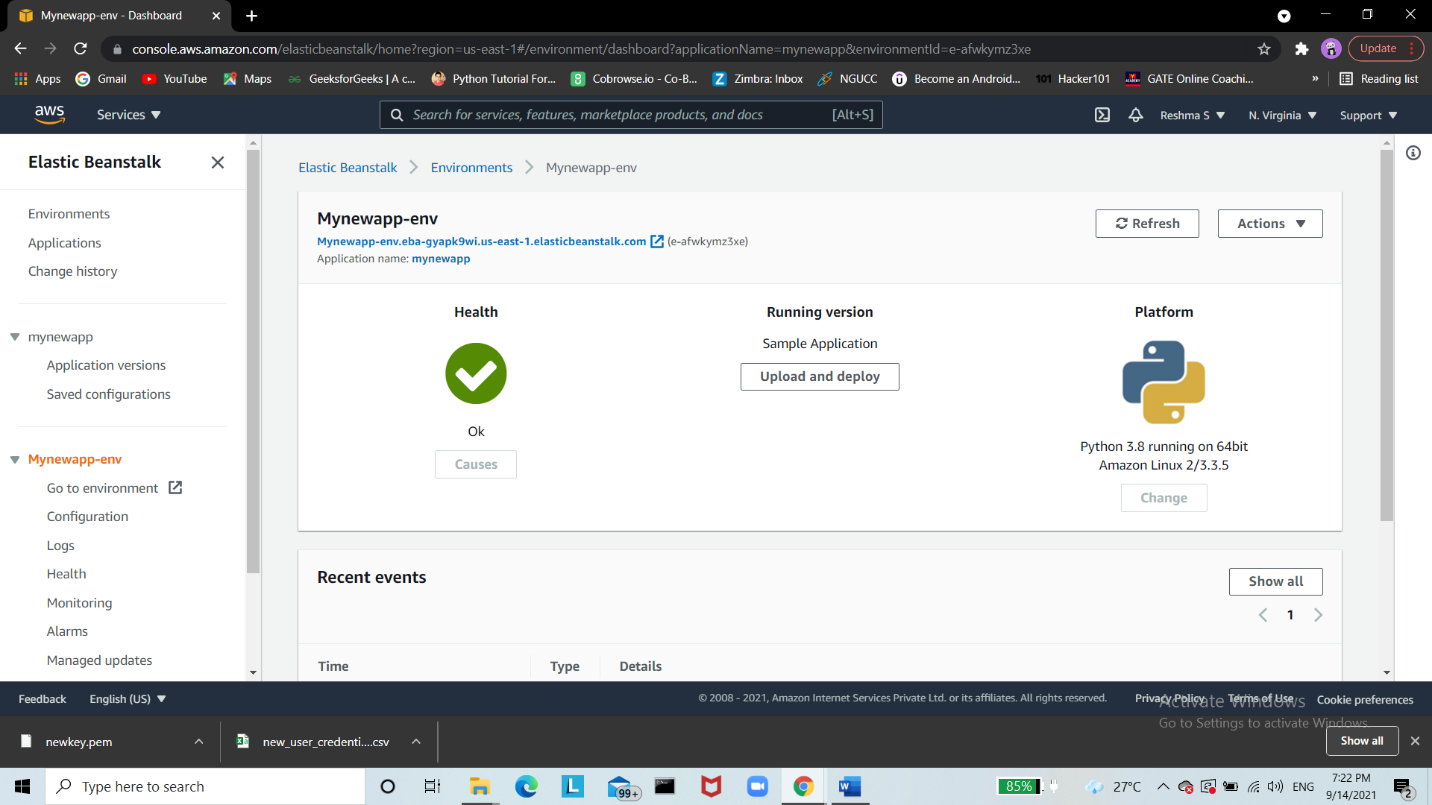 Mynewapp-env - Dashboard
console.aws.amazon.com/elasticbeanstalk/home?region=us-east-1#/environment/dashboard?applicationName=mynewapp&environmentId=e-afwkymz3xe
Update
Apps Gmail YouTube Maps GeeksforGeeks | A c... Python Tutorial For... Cobrowse.io - Co-B... Zimbra: Inbox NGUCC Become an Android... 101 Hacker101 GATE Online Coachi... » Reading list
aws Services Search for services, features, marketplace products, and docs [Alt+S] Reshma S N. Virginia Support
Elastic Beanstalk
Environments
Applications
Change history
mynewapp
Application versions
Saved configurations
Mynewapp-env
Go to environment
Configuration
Logs
Health
Monitoring
Alarms
Managed updates
Elastic Beanstalk Environments Mynewapp-env
Mynewapp-env
Refresh Actions
Mynewapp-env.eba-gyapk9wi.us-east-1.elasticbeanstalk.com (e-afwkymz3xe)
Application name: mynewapp
Health
Ok
Causes
Running version
Sample Application
Upload and deploy
Platform
Python 3.8 running on 64bit
Amazon Linux 2/3.3.5
Change
Recent events
Show all
1
Time Type Details
Feedback English (US) © 2008 - 2021, Amazon Internet Services Private Ltd. or its affiliates. All rights reserved. Privacy Policy Terms of Use Cookie preferences
Activate Windows
Go to Settings to activate Windows.
newkey.pem new_user_credenti....csv Show all
Type here to search
99+
85% 27°C ENG
7:22 PM
9/14/2021
2